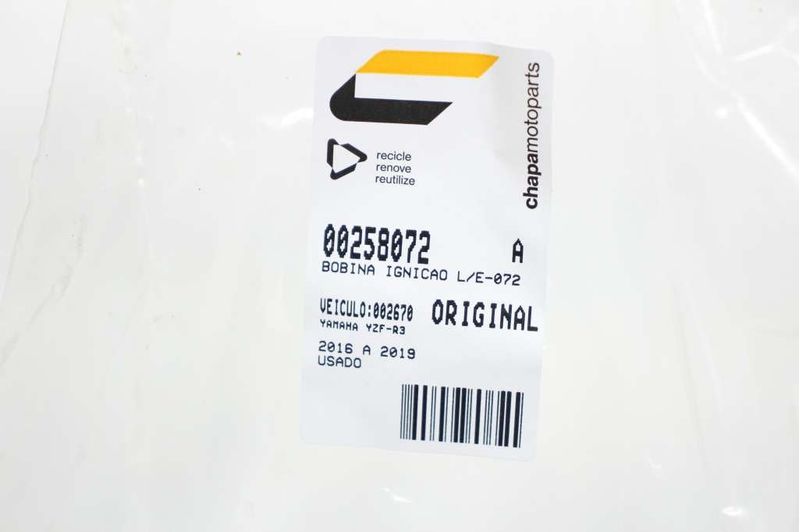 recicle
renove
reutilize
chapamotoparts
00258072 A
BOBINA IGNICAO L/E-072
VEICULO:002670 ORIGINAL
YAMAHA YZF-R3
2016 A 2019
USADO